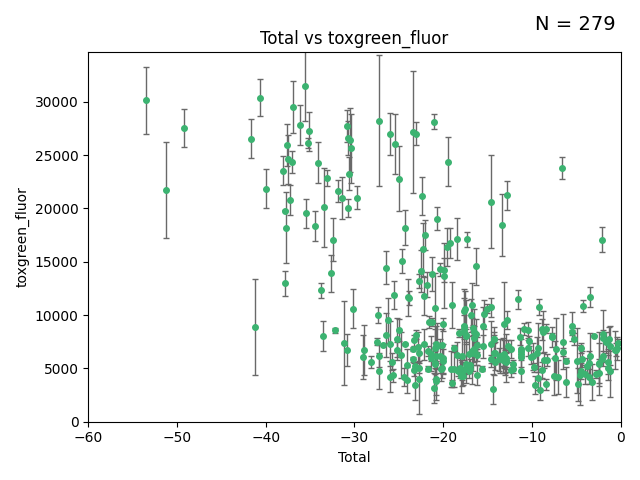 N = 279
Total vs toxgreen_fluor
30000
25000
20000
15000
10000
5000
0
toxgreen_fluor
−60 −50 −40 −30 −20 −10 0
Total